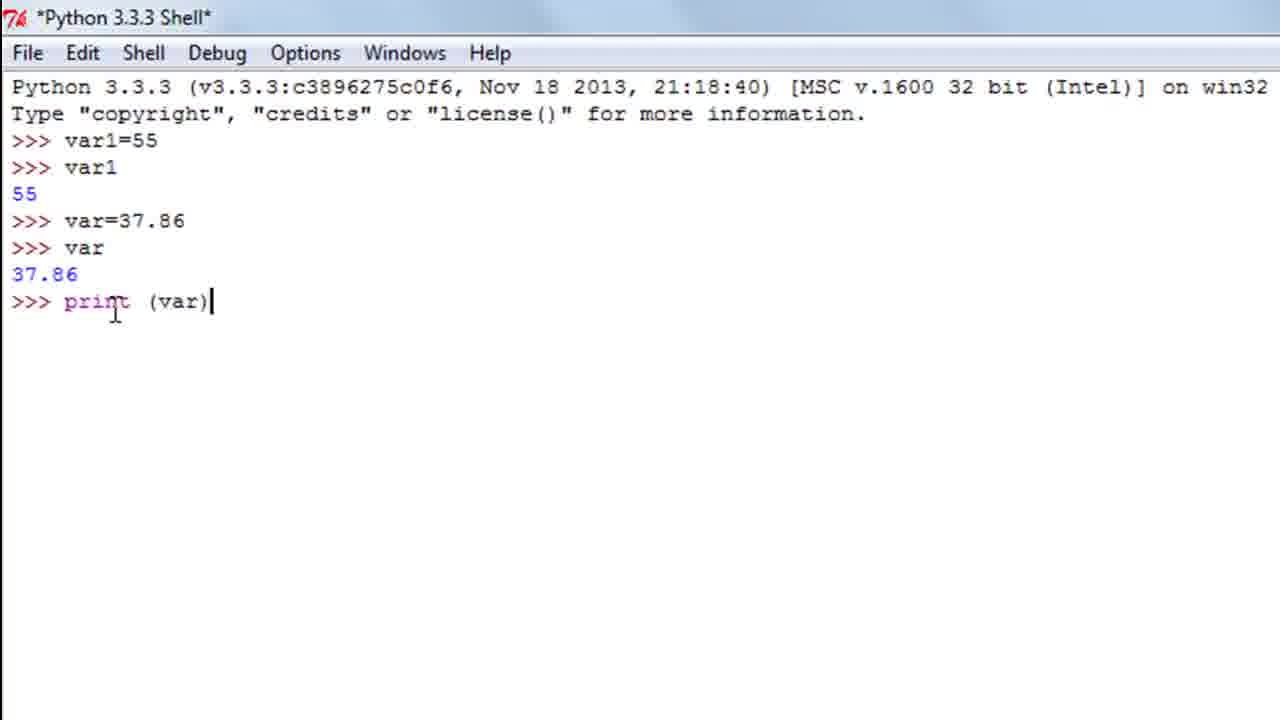 *Python 3.3.3 Shell*
File Edit Shell Debug Options Windows Help
Python 3.3.3 (v3.3.3:c3896275c0f6, Nov 18 2013, 21:18:40) [MSC v.1600 32 bit (Intel)] on win32
Type "copyright", "credits" or "license()" for more information.
>>> var1=55
>>> var1
55
>>> var=37.86
>>> var
37.86
>>> print (var)